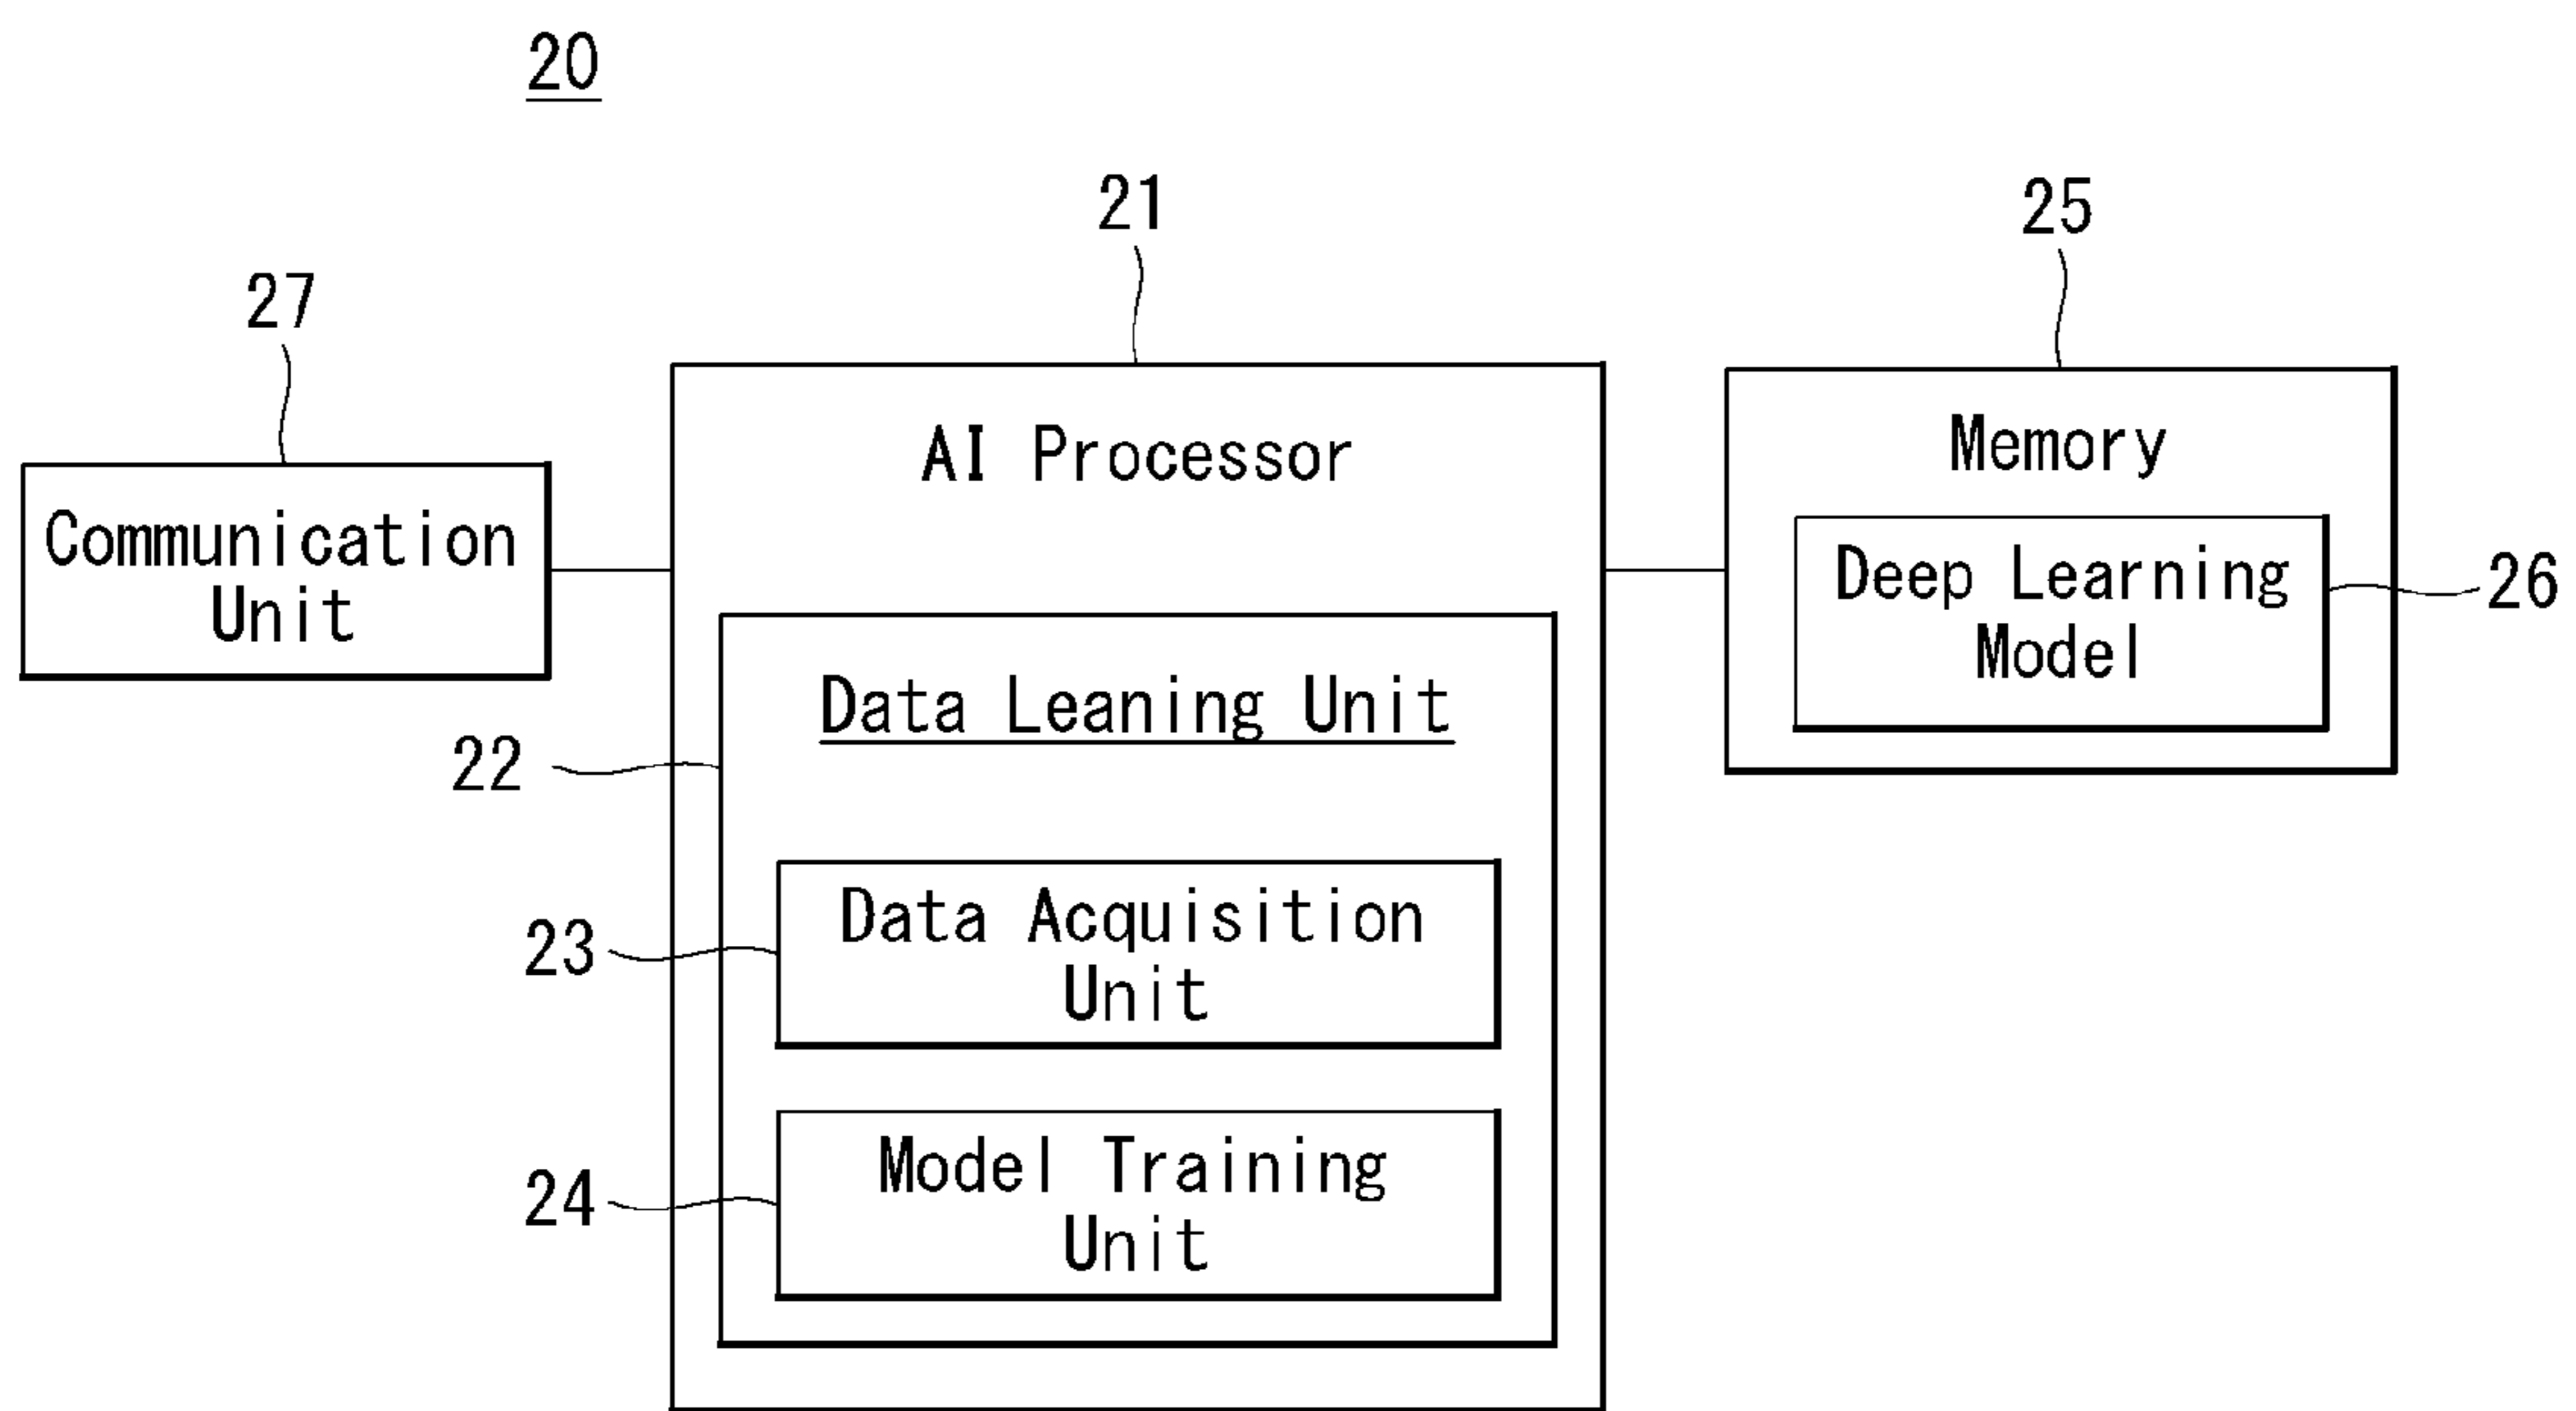 20
21
25
27
AI Processor
Memory
Communication
Unit
Deep Learning
Model
26
Data Leaning Unit
22
Data Acquisition
Unit
23
Model Training
Unit
24